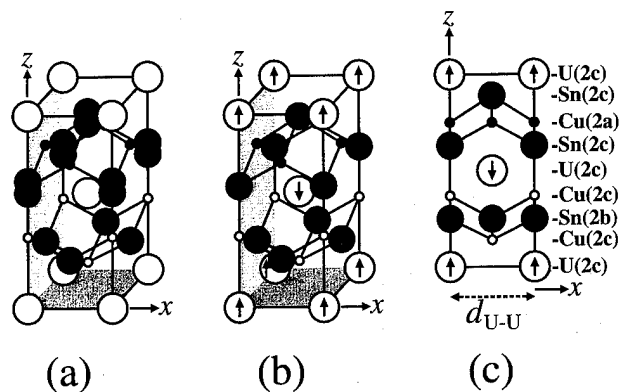 z
z
z
-U(2c)
-Sn(2c)
-Cu(2a)
-Sn(2c)
-U(2c)
-Cu(2c)
-Sn(2b)
-Cu(2c)
-U(2c)
x
x
x
dU-U
(a)
(b)
(c)